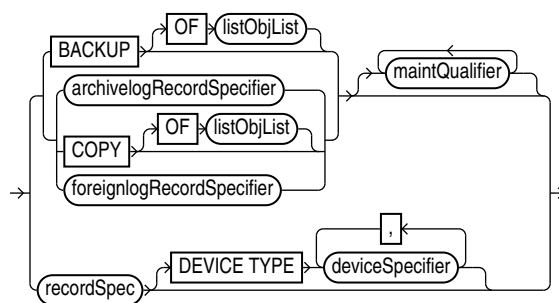 OF listObjList
BACKUP
maintQualifier
archivelogRecordSpecifier
OF listObjList
COPY
foreignlogRecordSpecifier
,
DEVICE TYPE deviceSpecifier
recordSpec